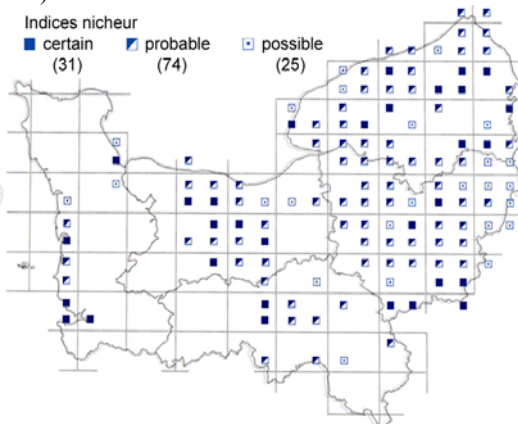 Indices nicheur
certain probable possible
(31) (74) (25)